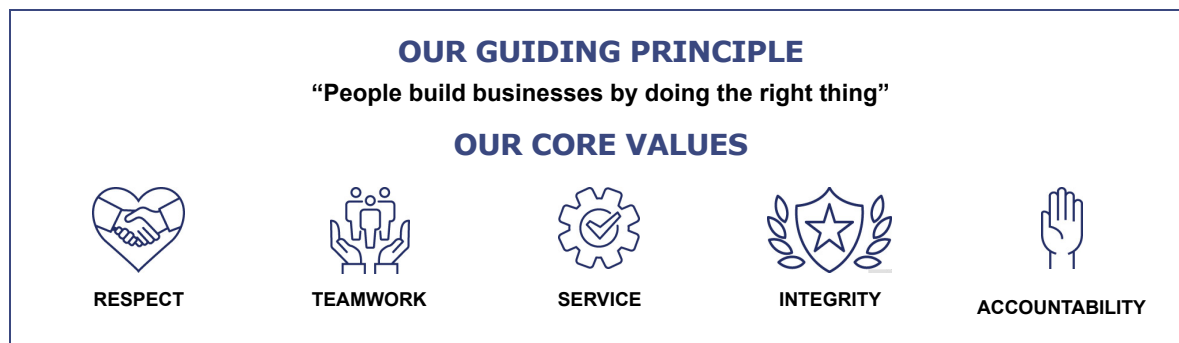 OUR GUIDING PRINCIPLE
“People build businesses by doing the right thing”
OUR CORE VALUES
RESPECT
TEAMWORK
SERVICE
INTEGRITY
ACCOUNTABILITY